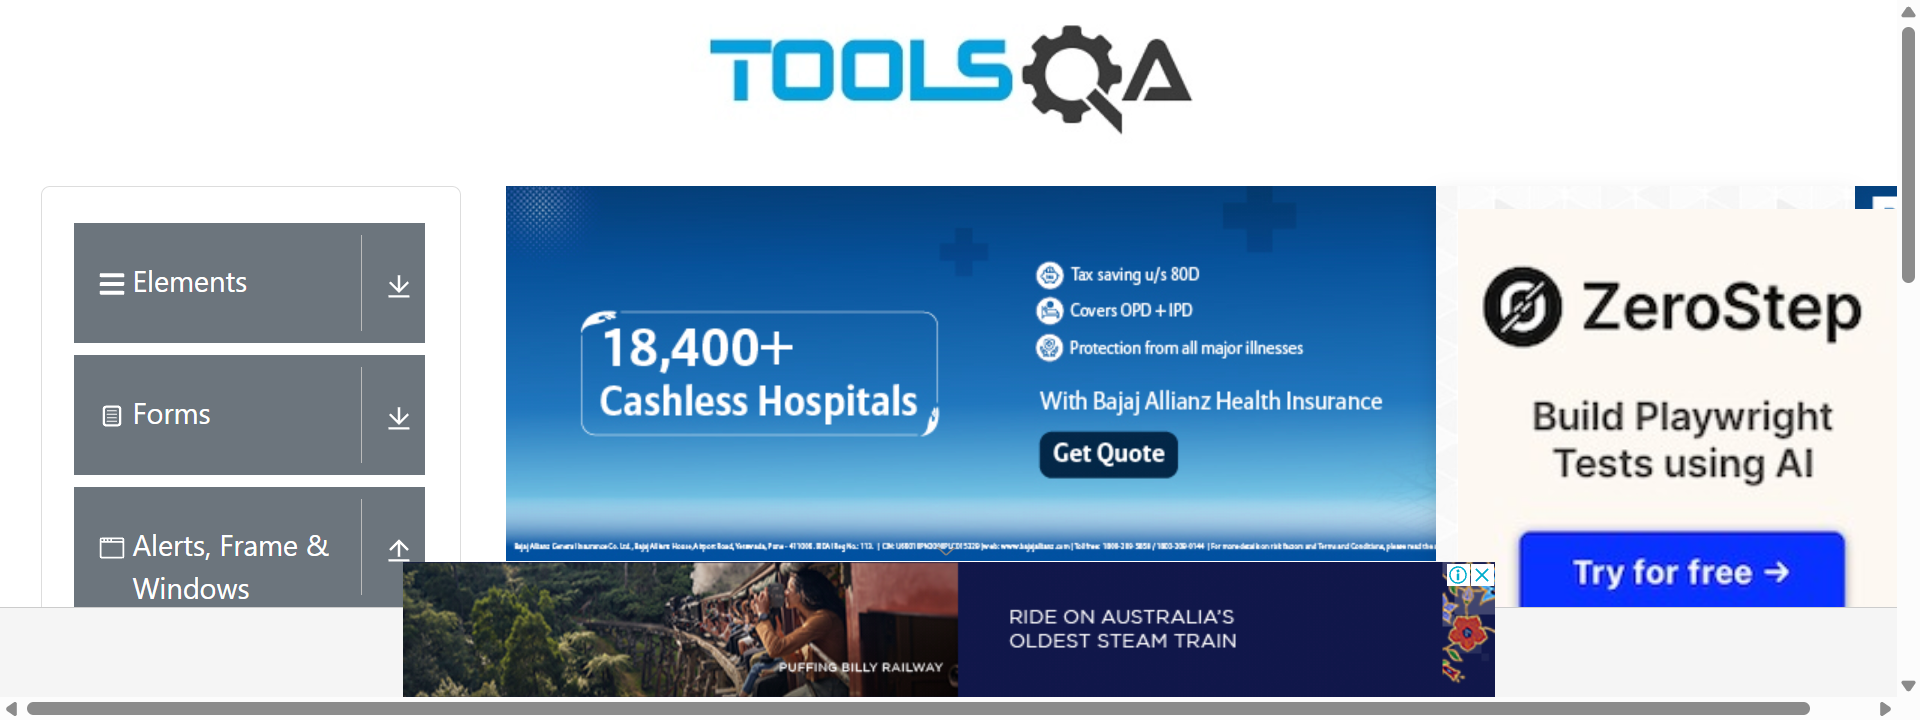 TOOLSQA
Elements
Forms
Alerts, Frame &
Windows
18,400+
Cashless Hospitals
Tax saving u/s 80D
Covers OPD + IPD
Protection from all major illnesses
With Bajaj Allianz Health Insurance
Get Quote
ZeroStep
Build Playwright
Tests using AI
Try for free →
PUFFING BILLY RAILWAY
RIDE ON AUSTRALIA'S
OLDEST STEAM TRAIN